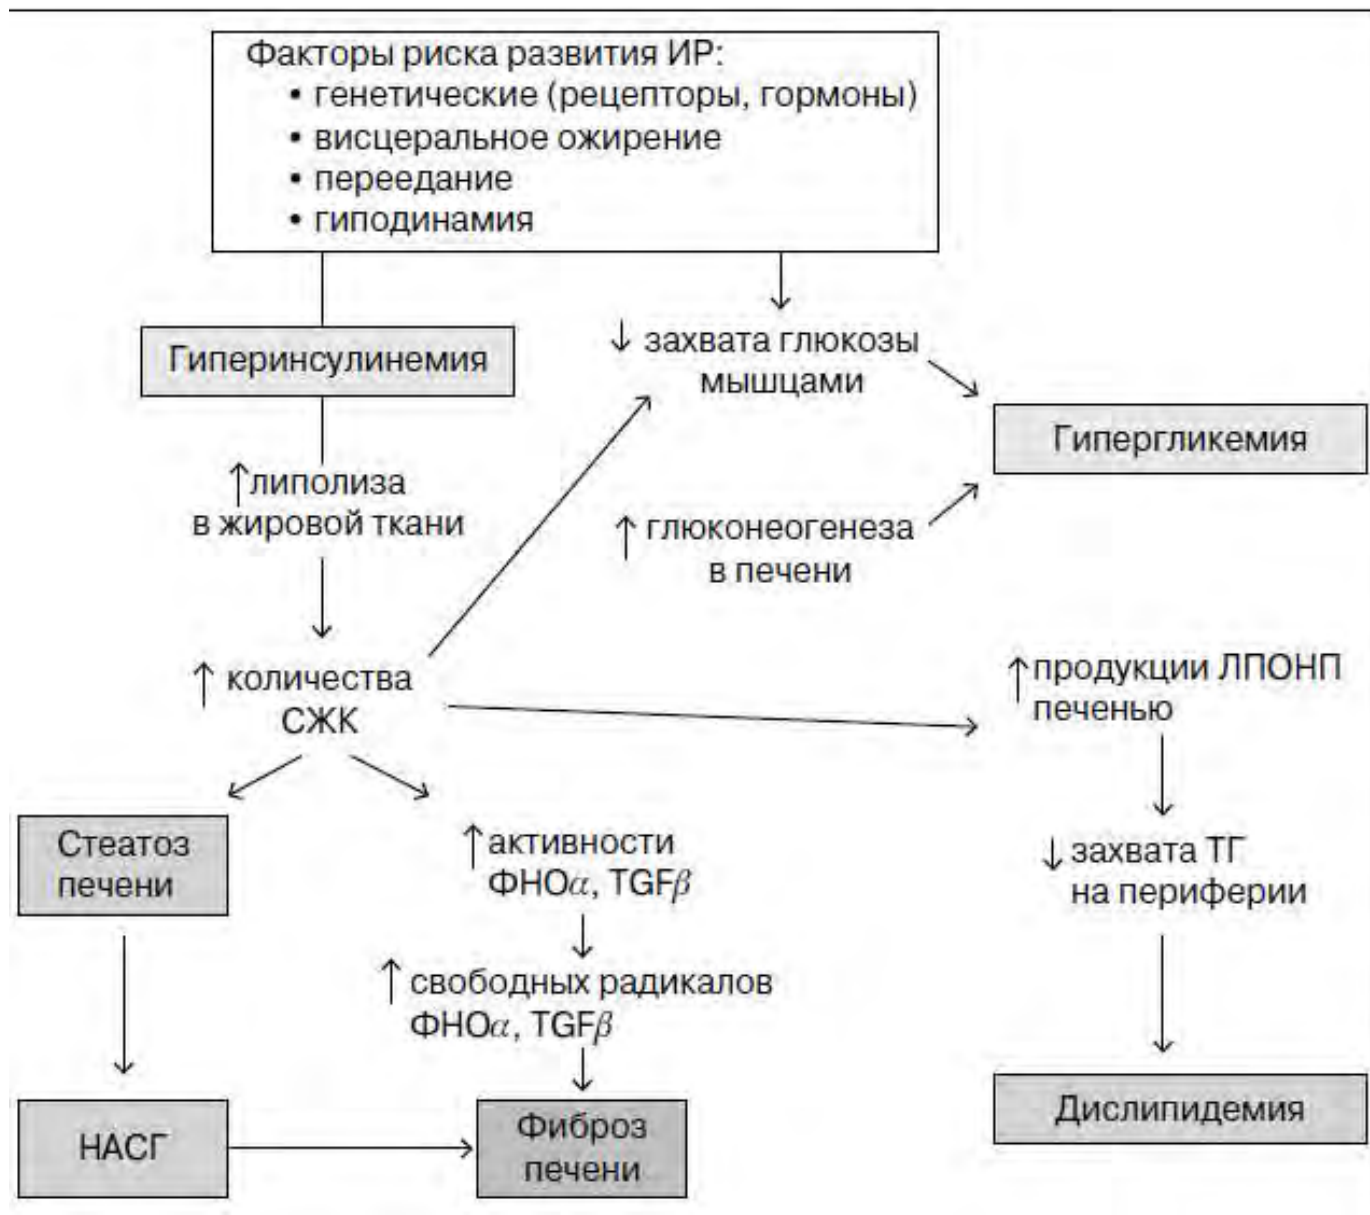 Факторы риска развития ИР:
• генетические (рецепторы, гормоны)
• висцеральное ожирение
• переедание
• гиподинамия
Гиперинсулинемия
↓ захвата глюкозы
мышцами
Гипергликемия
↑липолиза
в жировой ткани
↑ глюконеогенеза
в печени
↑ количества
СЖК
↑ продукции ЛПОНП
печенью
Стеатоз
печени
↑ активности
ФНОα, TGFβ
↓ захвата ТГ
на периферии
↑ свободных радикалов
ФНОα, TGFβ
НАСГ
Фиброз
печени
Дислипидемия